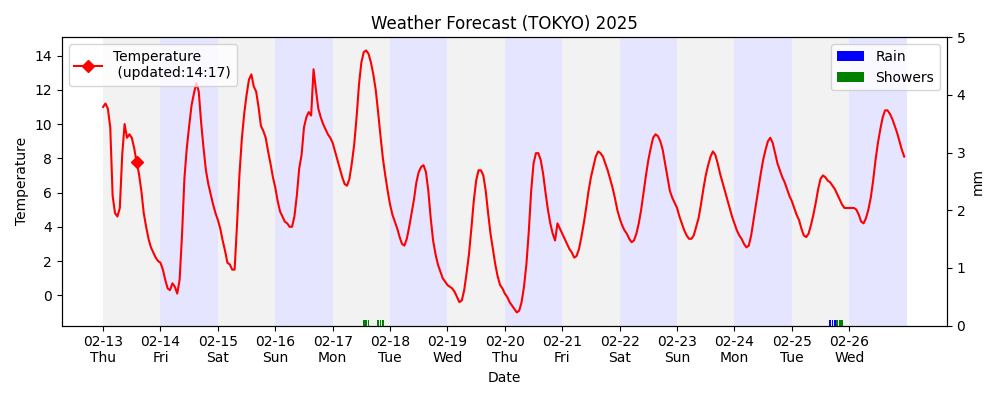 Weather Forecast (TOKYO) 2025
Temperature
(updated:14:17)
Rain
Showers
14
12
10
8
6
4
2
0
Temperature
5
4
3
2
1
0
mm
02-13 02-14 02-15 02-16 02-17 02-18 02-19 02-20 02-21 02-22 02-23 02-24 02-25 02-26
Thu Fri Sat Sun Mon Tue Wed Thu Fri Sat Sun Mon Tue Wed
Date